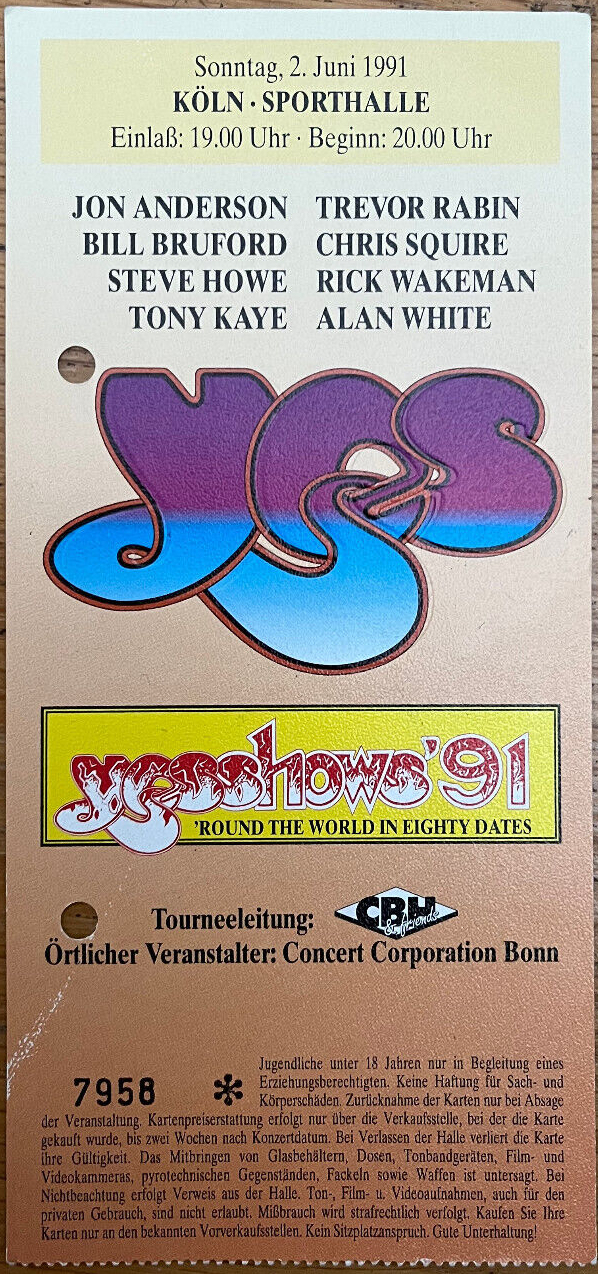 Sonntag, 2. Juni 1991
KÖLN · SPORTHALLE
Einlaß: 19.00 Uhr · Beginn: 20.00 Uhr
JON ANDERSON TREVOR RABIN
BILL BRUFORD CHRIS SQUIRE
STEVE HOWE RICK WAKEMAN
TONY KAYE ALAN WHITE
yes
yesshows'91
'ROUND THE WORLD IN EIGHTY DATES
Tourneeleitung: CBH & friends
Örtlicher Veranstalter: Concert Corporation Bonn
7958 * Jugendliche unter 18 Jahren nur in Begleitung eines
Erziehungsberechtigten. Keine Haftung für Sach- und
Körperschäden. Zurücknahme der Karten nur bei Absage
der Veranstaltung. Kartenpreiserstattung erfolgt nur über die Verkaufsstelle, bei der die Karte
gekauft wurde, bis zwei Wochen nach Konzertdatum. Bei Verlassen der Halle verliert die Karte
ihre Gültigkeit. Das Mitbringen von Glasbehältern, Dosen, Tonbandgeräten, Film- und
Videokammeras, pyrotechnischen Gegenständen, Fackeln sowie Waffen ist untersagt. Bei
Nichtbeachtung erfolgt Verweis aus der Halle. Ton-, Film- u. Videoaufnahmen, auch für den
privaten Gebrauch, sind nicht erlaubt. Mißbrauch wird strafrechtlich verfolgt. Kaufen Sie Ihre
Karten nur an den bekannten Vorverkaufsstellen. Kein Sitzplatzanspruch. Gute Unterhaltung!